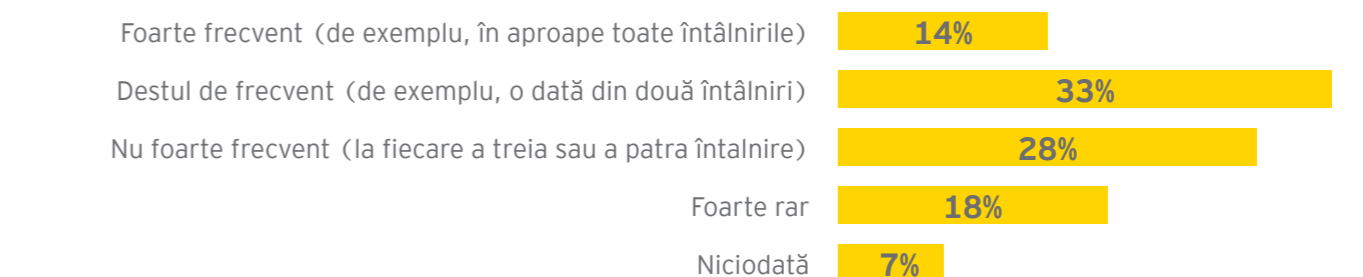 Foarte frecvent (de exemplu, în aproape toate întâlnirile) 14%
Destul de frecvent (de exemplu, o dată din două întâlniri) 33%
Nu foarte frecvent (la fiecare a treia sau a patra întalnire) 28%
Foarte rar 18%
Niciodată 7%